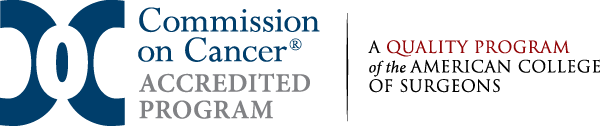 Commission
on Cancer®
ACCREDITED
PROGRAM
A QUALITY PROGRAM
of the AMERICAN COLLEGE
OF SURGEONS